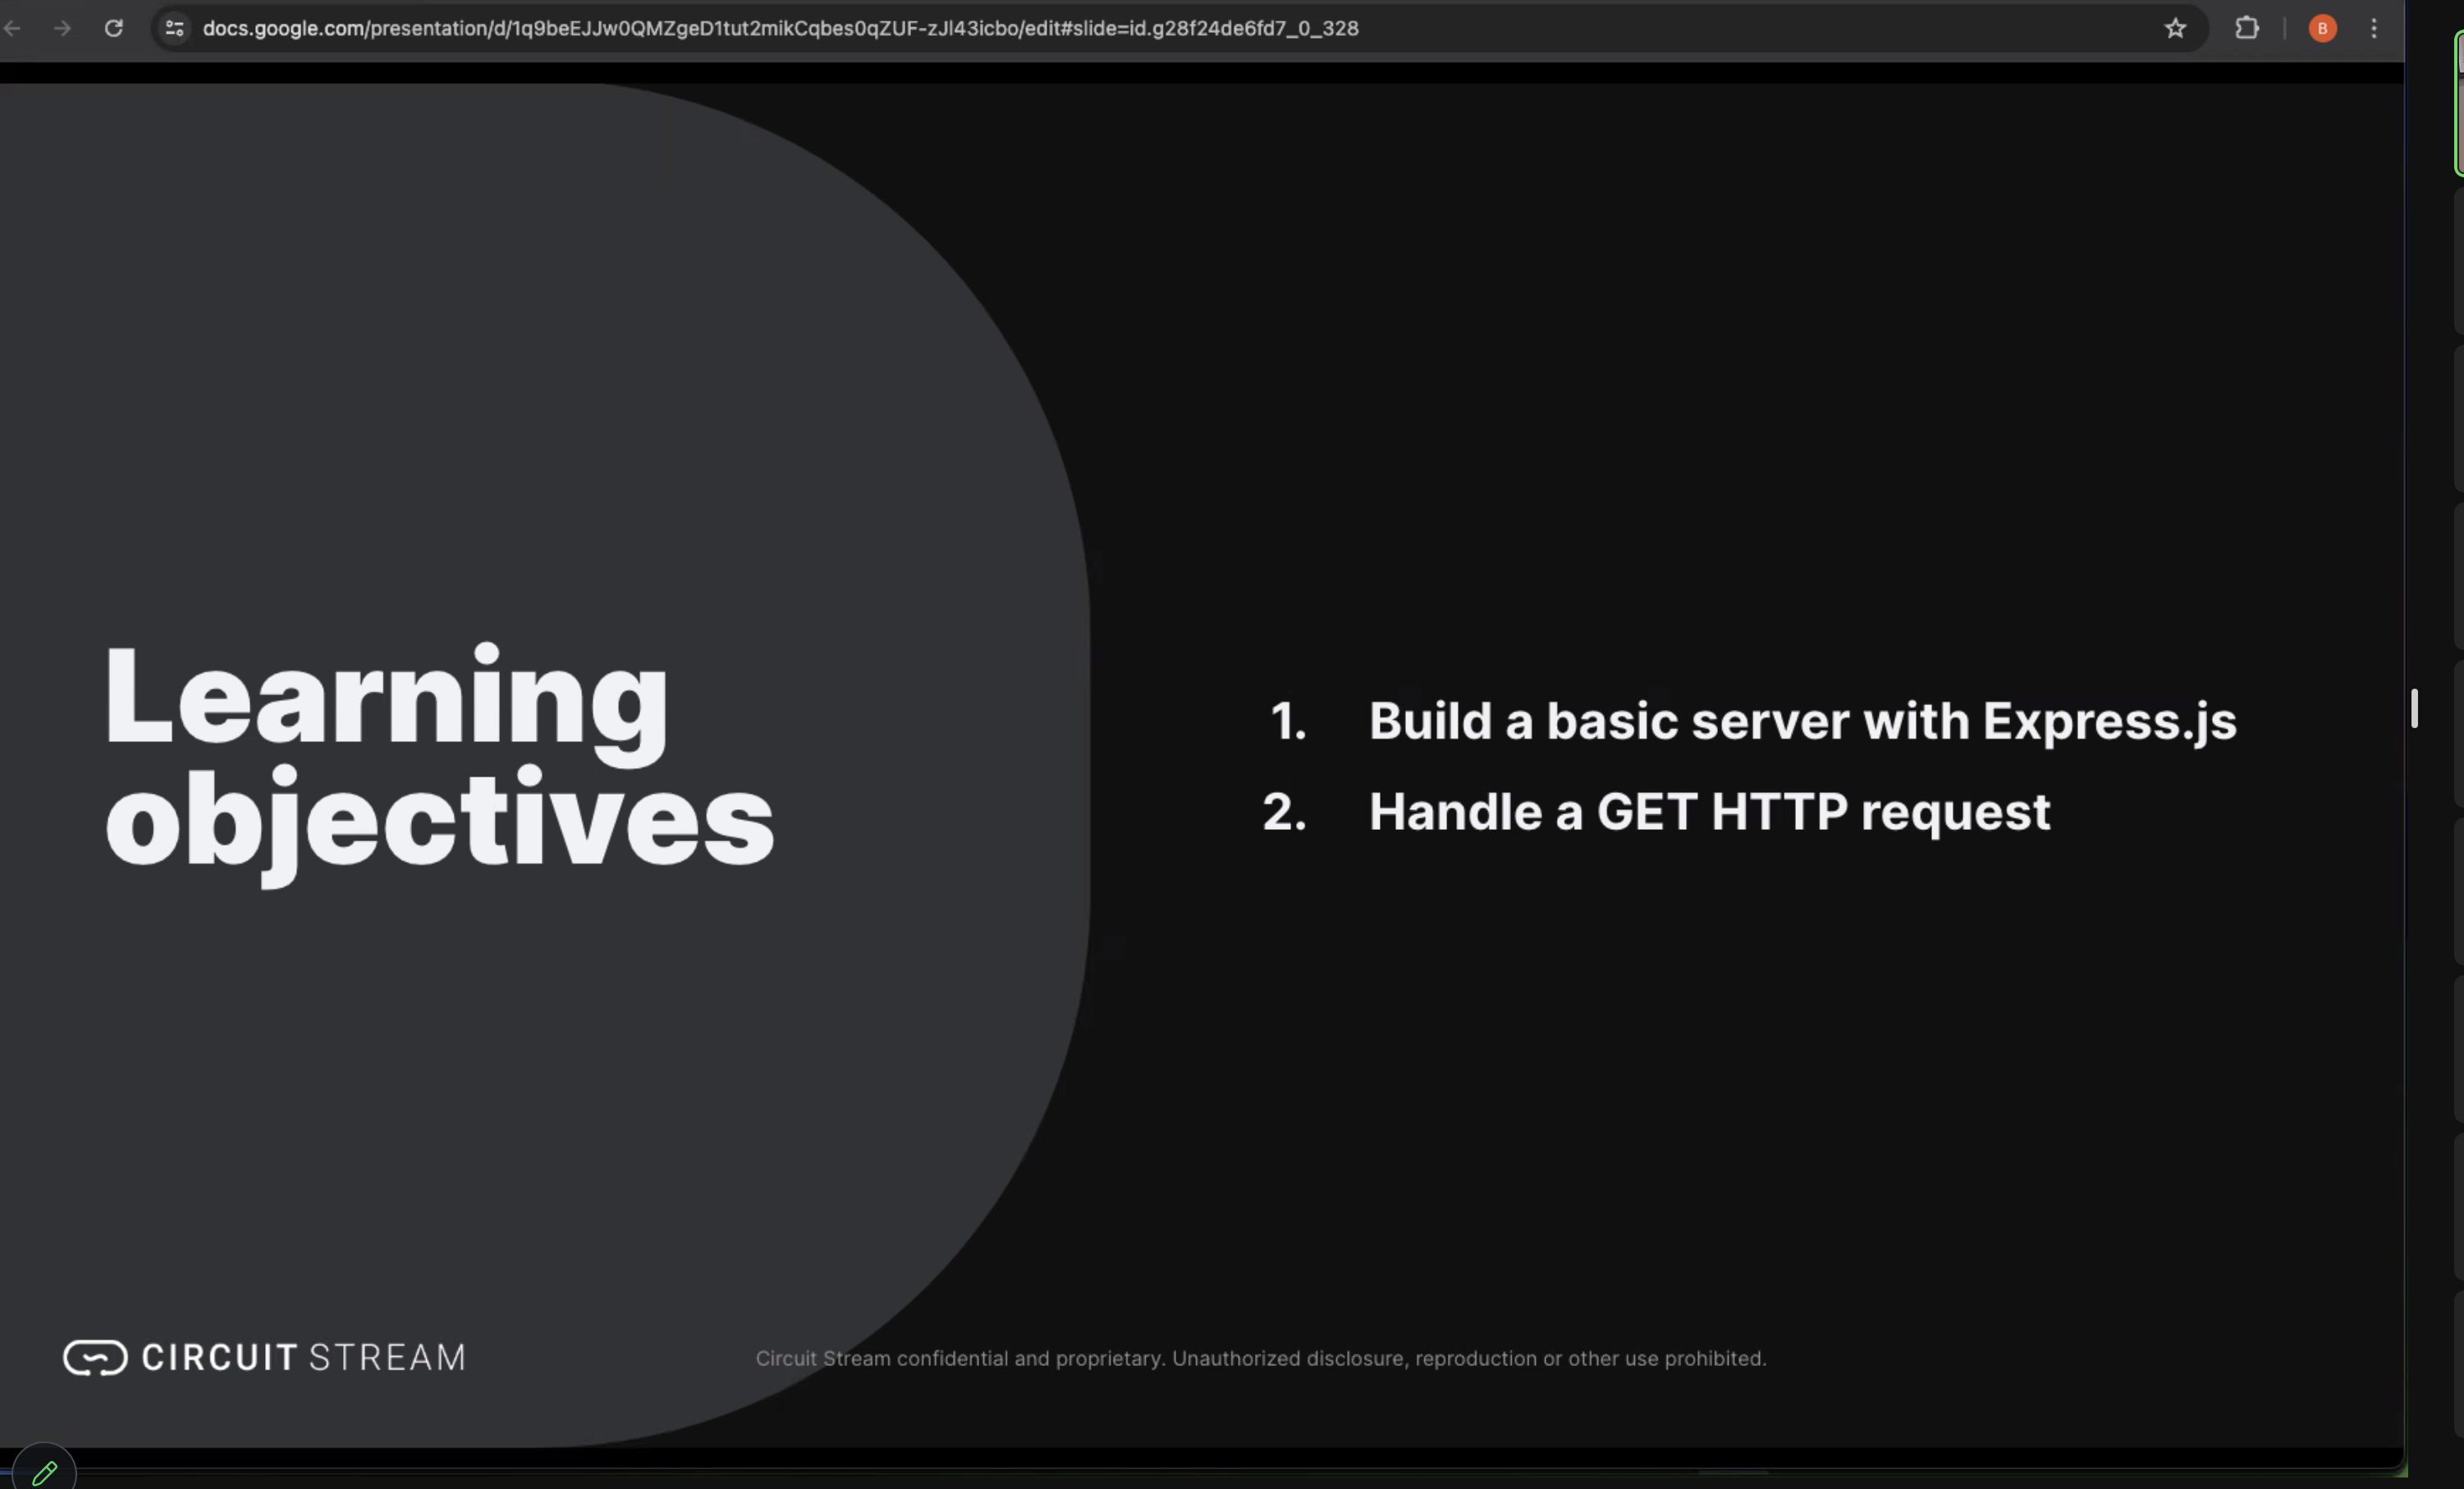 docs.google.com/presentation/d/1q9beEJJw0QMZgeD1tut2mikCqbes0qZUF-zJl43icbo/edit#slide=id.g28f24de6fd7_0_328
B
Learning
objectives
1. Build a basic server with Express.js
2. Handle a GET HTTP request
CIRCUIT STREAM
Circuit Stream confidential and proprietary. Unauthorized disclosure, reproduction or other use prohibited.